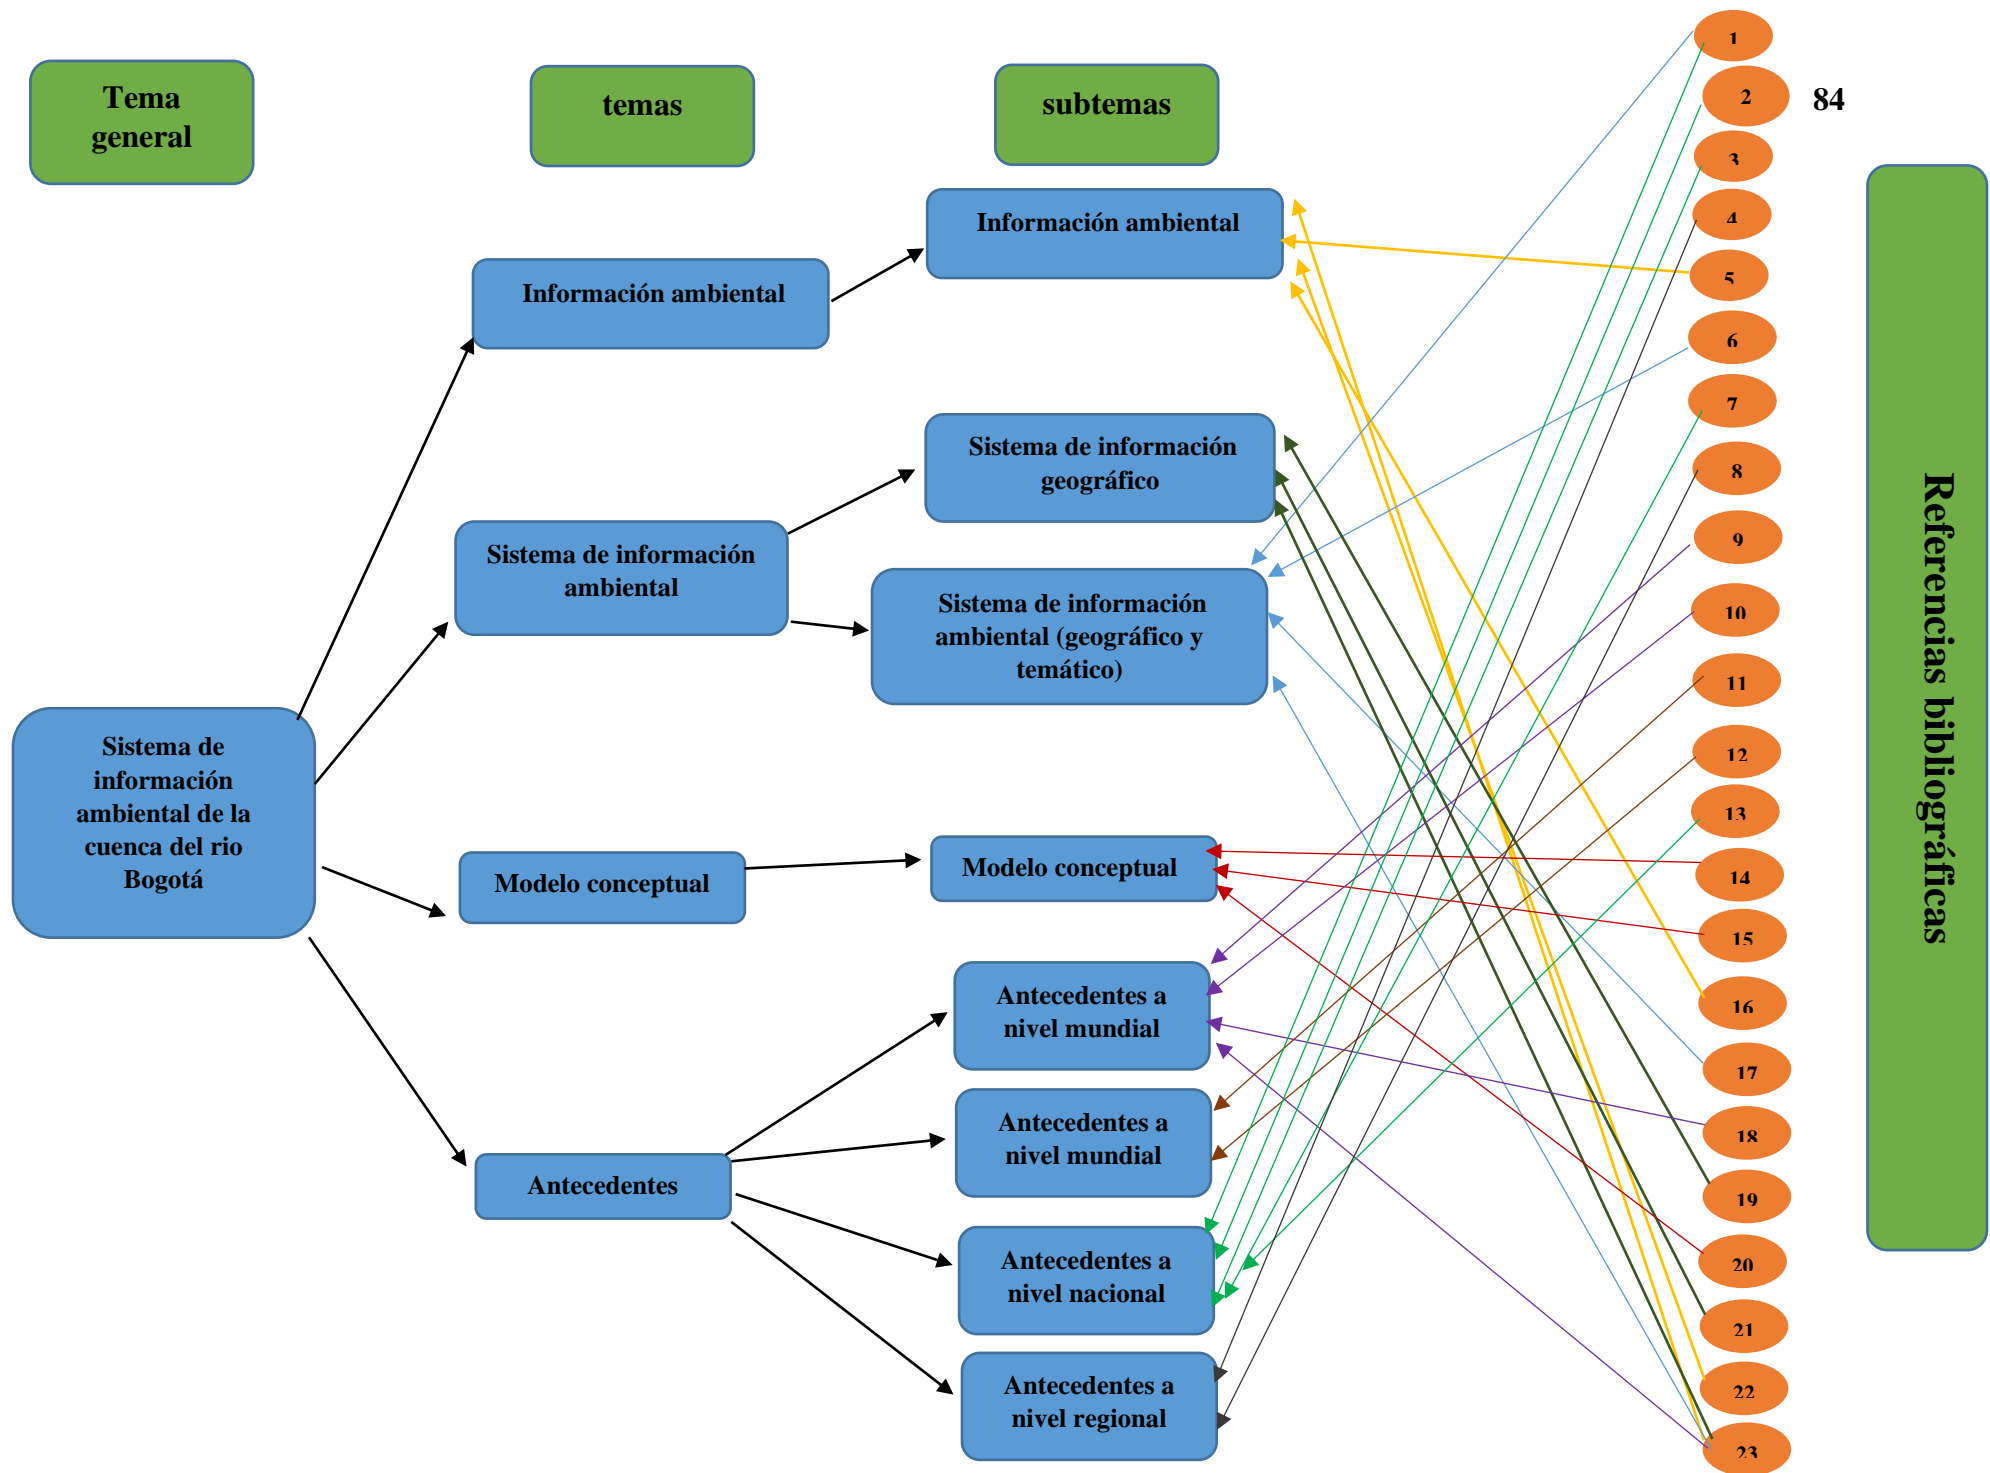 Tema
general
temas
subtemas
84
Información ambiental
Información ambiental
Sistema de información
geográfico
Sistema de información
ambiental
Sistema de información
ambiental (geográfico y
temático)
Sistema de
información
ambiental de la
cuenca del rio
Bogotá
Modelo conceptual
Modelo conceptual
Antecedentes a
nivel mundial
Antecedentes a
nivel mundial
Antecedentes
Antecedentes a
nivel nacional
Antecedentes a
nivel regional
1
2
3
4
5
6
7
8
9
10
11
12
13
14
15
16
17
18
19
20
21
22
23
Referencias bibliográficas